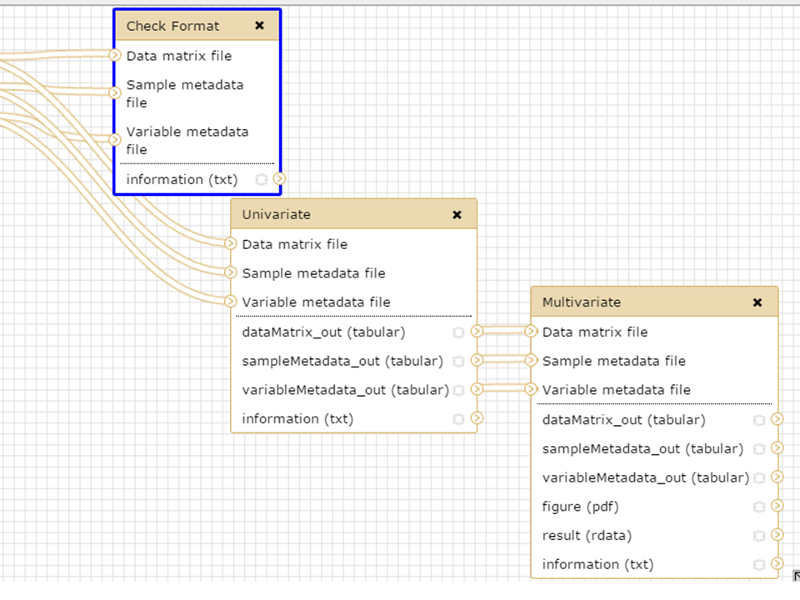 Check Format
Data matrix file
Sample metadata
file
Variable metadata
file
information (txt)
Univariate
Data matrix file
Sample metadata file
Variable metadata file
dataMatrix_out (tabular)
sampleMetadata_out (tabular)
variableMetadata_out (tabular)
information (txt)
Multivariate
Data matrix file
Sample metadata file
Variable metadata file
dataMatrix_out (tabular)
sampleMetadata_out (tabular)
variableMetadata_out (tabular)
figure (pdf)
result (rdata)
information (txt)